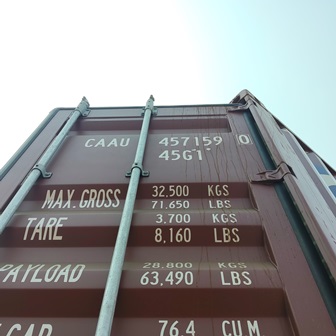 CAAU 457159 0
45G1
MAX.GROSS 32,500 KGS
71,650 LBS
TARE 3,700 KGS
8,160 LBS
PAYLOAD 28,800 KGS
63,490 LBS
CAP. 76.4 CU.M